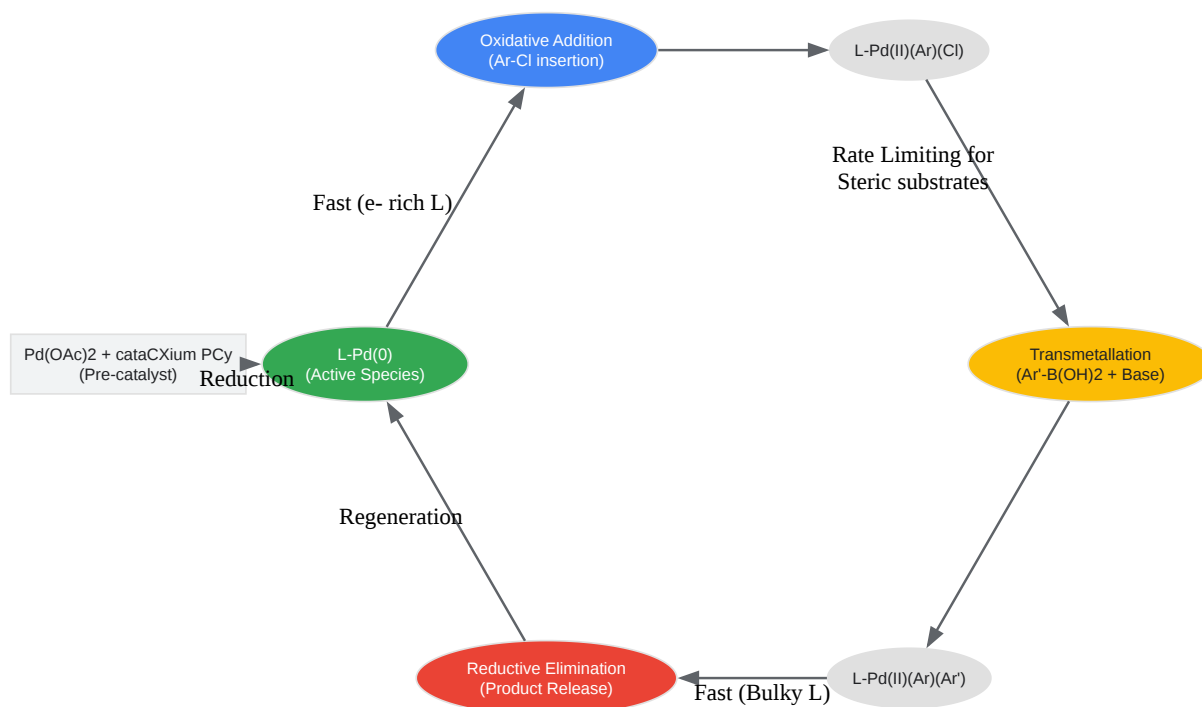 Oxidative Addition
(Ar-Cl insertion)
L-Pd(II)(Ar)(Cl)
Rate Limiting for
Steric substrates
Fast (e- rich L)
Pd(OAc)2 + cataCXium PCy
(Pre-catalyst)
Reduction
L-Pd(0)
(Active Species)
Transmetallation
(Ar'-B(OH)2 + Base)
Regeneration
Reductive Elimination
(Product Release)
Fast (Bulky L)
L-Pd(II)(Ar)(Ar')